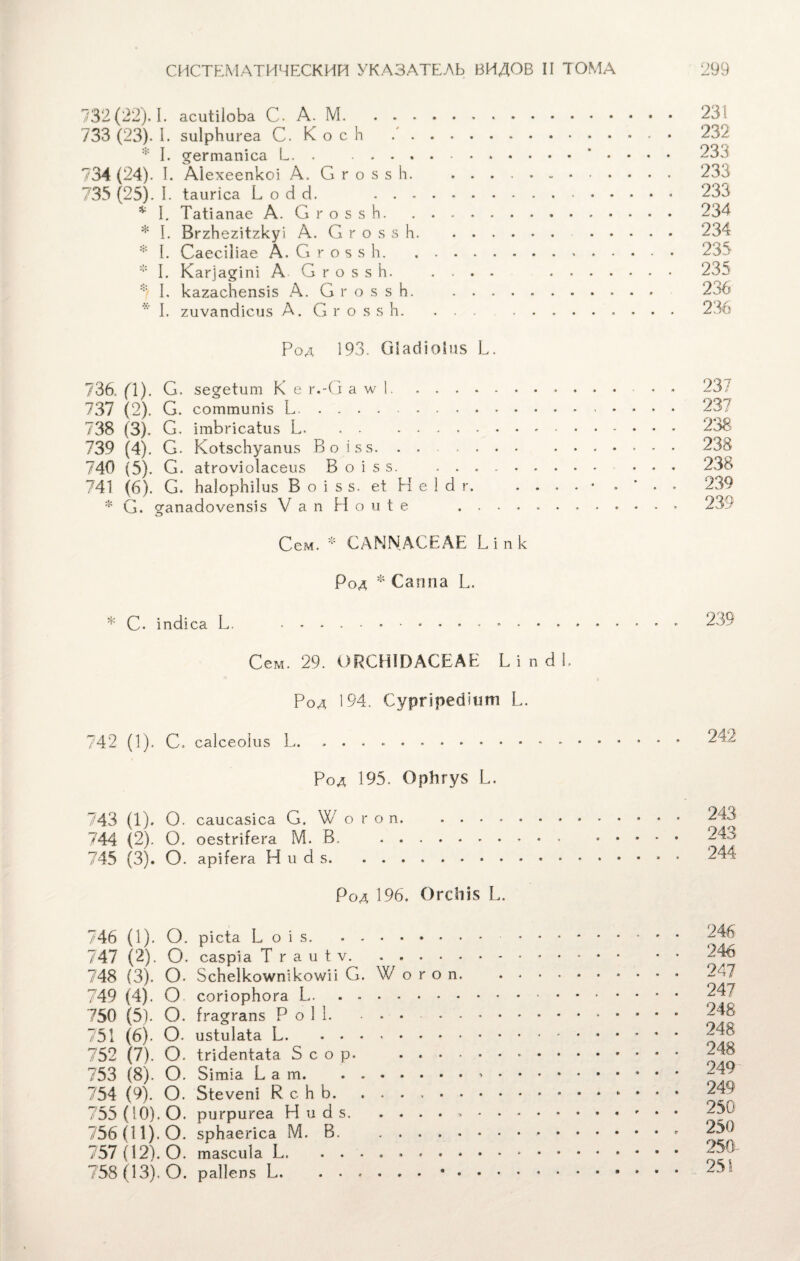 СИСТЕМАТИЧЕСКИЙ УКАЗАТЕЛЬ ВИДОВ II ТОМА 299
732 (22). I. acutiloba C. A. M. . . . . . . . . . . 231
733 (23). I. sulphurea C. Koch . . . . . . . . . . 232
* I. germanica L. . . . . . . . . . . 233
734 (24). I. Alexeenkoi A. Grossh. . . . . . . . . . . 233
735 (25). I. taurica Lodd. . . . . . . . . . . 233
* I. Tatianae A. Grossh. . . . . . . . . . . 234
* I. Brzhezitzkyi A. Grossh. . . . . . . . . . . 234
* I. Caeciliae A. Grossh. . . . . . . . . . . 235
* I. Karjagini A. Grossh. . . . . . . . . . . 235
* I. kazachensis A. Grossh. . . . . . . . . . . 236
* I. zuvandicus A. Grossh. . . . . . . . . . . 236
Род 193. Gladiolus L.
736. (1). G. segetum Ker.-Gawl. . . . . . . . . . . 237
737 (2). G. communis L. . . . . . . . . . . 237
738 (3). G. imbricatus L. . . . . . . . . . . 238
739 (4). G. Kotschyanus Boiss. . . . . . . . . . . 238
740 (5). G. atroviolaceus Boiss. . . . . . . . . . . 238
741 (6). G. halophilus Boiss. et Heldr. . . . . . . . . . . 239
* G. ganadovensis Van Houte . . . . . . . . . . 239
Сем. * CANNACEAE Link
Род * Canna L.
* C. indica L. . . . . . . . . . . 239
Сем. 29. ORCHIDACEAE Lindl.
Род 194. Cypripedium L.
742 (1). C. calceolus L. . . . . . . . . . . 242
Род 195. Ophrys L.
743 (1). O. caucasica G. Woron. . . . . . . . . . . 243
744 (2). O. oestrifera M. B. . . . . . . . . . . 243
745 (3). O. apifera Huds. . . . . . . . . . . 244
Род 196. Orchis L.
746 (1). O. picta Lois. . . . . . . . . . . 246
747 (2). O. caspia Trautv. . . . . . . . . . . 246
748 (3). O. Schelkownikowii G. Woron. . . . . . . . . . . 247
749 (4). O. coriophora L. . . . . . . . . . . 247
750 (5). O. fragrans Poll. . . . . . . . . . . 248
751 (6). O. ustulata L. . . . . . . . . . . 248
752 (7). O. tridentata Scop. . . . . . . . . . . 248
753 (8). O. Simia Lam. . . . . . . . . . . 249
754 (9). O. Steveni Rchb. . . . . . . . . . . 249
755 (10). O. purpurea Huds. . . . . . . . . . . 250
756 (11). O. sphaerica M. B. . . . . . . . . . . 250
757 (12). O. mascula L. . . . . . . . . . . 250
758 (13). O. pallens L. . . . . . . . . . . 251